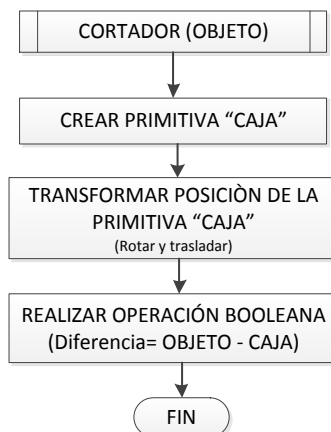 CORTADOR (OBJETO)
CREAR PRIMITIVA “CAJA”
TRANSFORMAR POSICIÒN DE LA
PRIMITIVA “CAJA”
(Rotar y trasladar)
REALIZAR OPERACIÓN BOOLEANA
(Diferencia= OBJETO - CAJA)
FIN